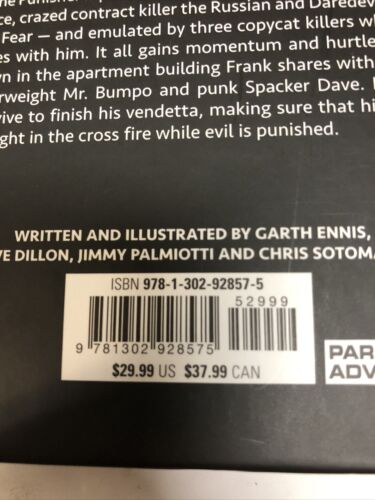 ce, crazed contract killer the Russian and Daredev
Fear — and emulated by three copycat killers wh
es with him. It all gains momentum and hurtle
n in the apartment building Frank shares with
rweight Mr. Bumpo and punk Spacker Dave.
vive to finish his vendetta, making sure that hi
ght in the cross fire while evil is punished.
WRITTEN AND ILLUSTRATED BY GARTH ENNIS,
VE DILLON, JIMMY PALMIOTTI AND CHRIS SOTOMA
ISBN 978-1-302-92857-5
52999
9 781302 928575
$29.99 US $37.99 CAN
PAR
ADV